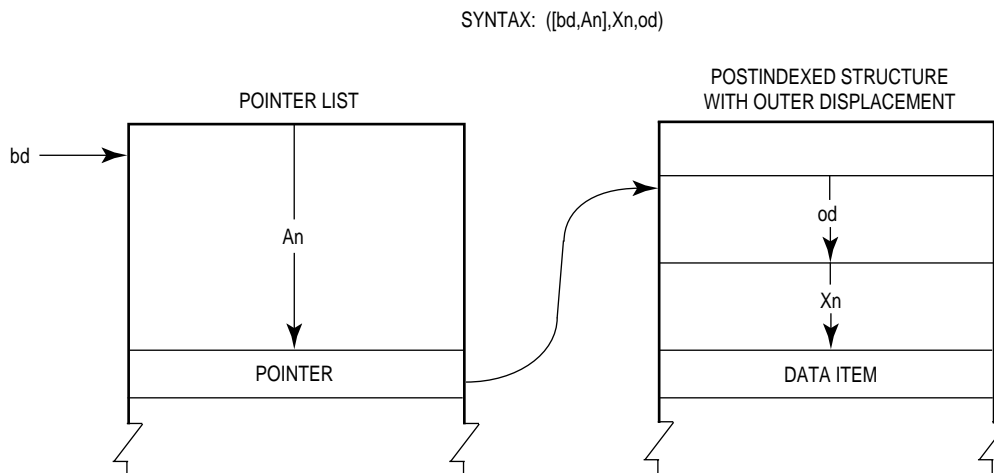 SYNTAX: ([bd,An],Xn,od)
POINTER LIST
bd
An
POINTER
POSTINDEXED STRUCTURE
WITH OUTER DISPLACEMENT
od
Xn
DATA ITEM